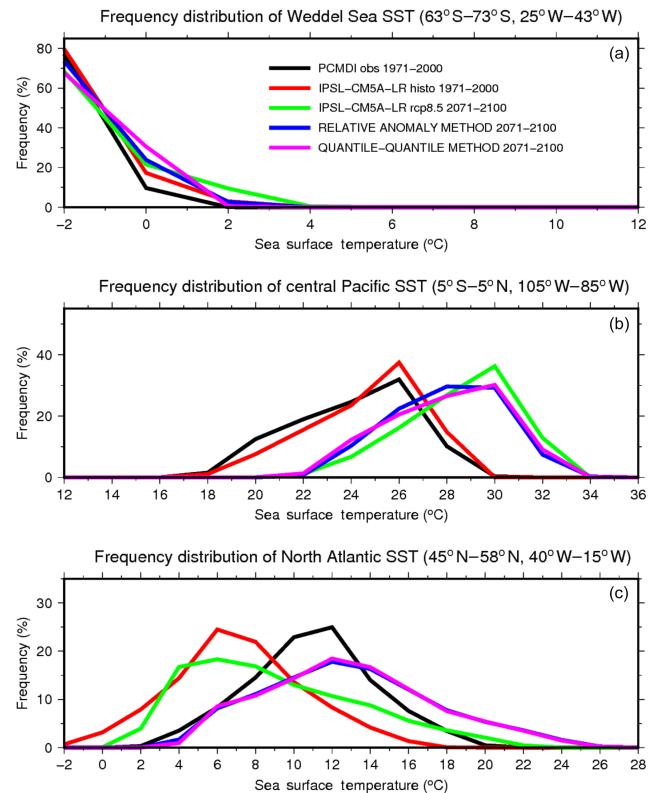 Frequency distribution of Weddel Sea SST (63°S−73°S, 25°W−43°W)
(a)
80
60
40
20
0
Frequency (%)
PCMDI obs 1971−2000
IPSL−CM5A−LR histo 1971−2000
IPSL−CM5A−LR rcp8.5 2071−2100
RELATIVE ANOMALY METHOD 2071−2100
QUANTILE−QUANTILE METHOD 2071−2100
−2 0 2 4 6 8 10 12
Sea surface temperature (°C)
Frequency distribution of central Pacific SST (5°S−5°N, 105°W−85°W)
(b)
40
20
0
Frequency (%)
12 14 16 18 20 22 24 26 28 30 32 34 36
Sea surface temperature (°C)
Frequency distribution of North Atlantic SST (45°N−58°N, 40°W−15°W)
(c)
30
20
10
0
Frequency (%)
−2 0 2 4 6 8 10 12 14 16 18 20 22 24 26 28
Sea surface temperature (°C)